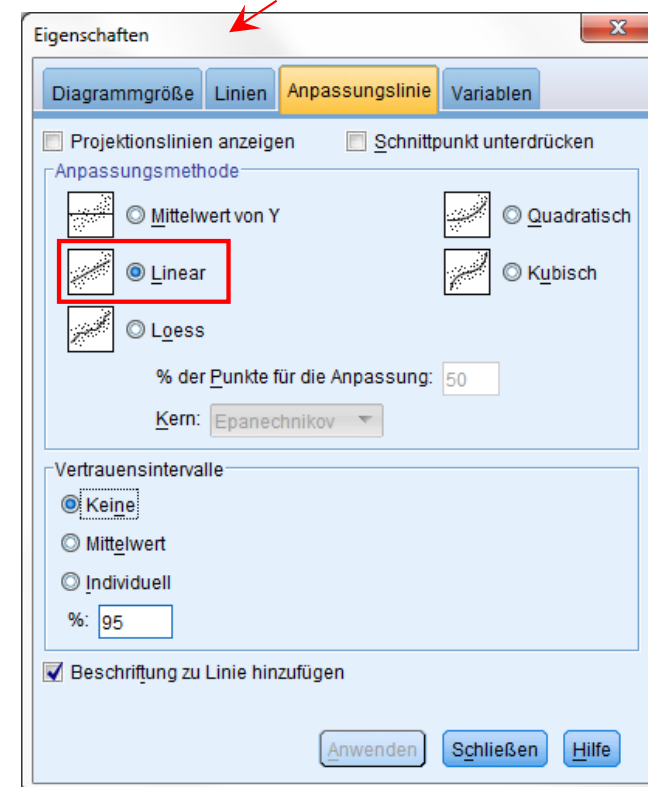 Eigenschaften
Diagrammgröße Linien Anpassungslinie Variablen
Projektionslinien anzeigen Schnittpunkt unterdrücken
Anpassungsmethode
Mittelwert von Y Quadratisch
Linear Kubisch
Loess
% der Punkte für die Anpassung: 50
Kern: Epanechnikov
Vertrauensintervalle
Keine
Mittelwert
Individuell
%: 95
Beschriftung zu Linie hinzufügen
Anwenden Schließen Hilfe